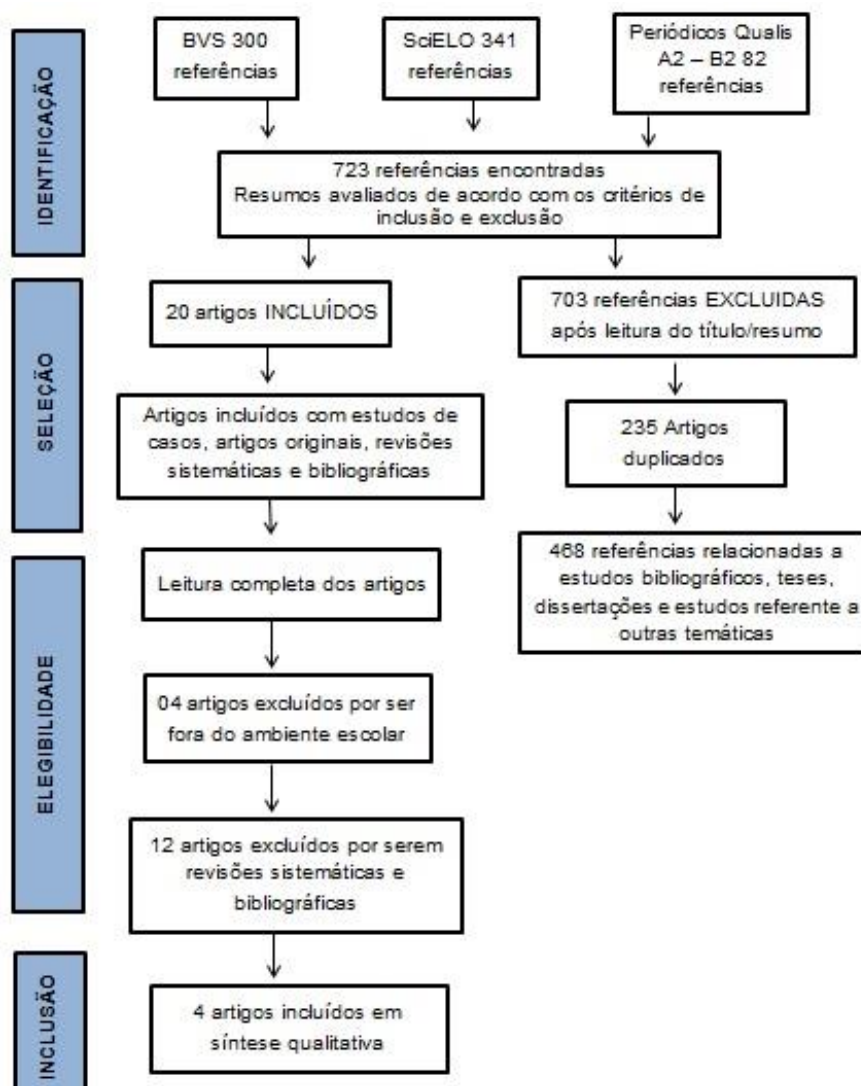 IDENTIFICAÇÃO
BVS 300
referências
SciELO 341
referências
Periódicos Qualis
A2 – B2 82
referências
723 referências encontradas
Resumos avaliados de acordo com os critérios de
inclusão e exclusão
SELEÇÃO
20 artigos INCLUÍDOS
703 referências EXCLUIDAS
após leitura do título/resumo
Artigos incluídos com estudos de
casos, artigos originais, revisões
sistemáticas e bibliográficas
235 Artigos
duplicados
468 referências relacionadas a
estudos bibliográficos, teses,
dissertações e estudos referente a
outras temáticas
ELEGIBILIDADE
Leitura completa dos artigos
04 artigos excluídos por ser
fora do ambiente escolar
12 artigos excluídos por serem
revisões sistemáticas e
bibliográficas
INCLUSÃO
4 artigos incluídos em
síntese qualitativa